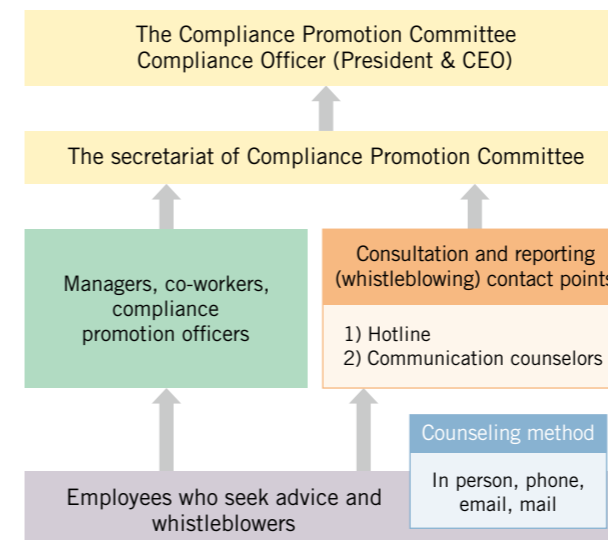 The Compliance Promotion Committee
Compliance Officer (President & CEO)
The secretariat of Compliance Promotion Committee
Managers, co-workers,
compliance
promotion officers
Consultation and reporting
(whistleblowing) contact points
1) Hotline
2) Communication counselors
Counseling method
In person, phone,
email, mail
Employees who seek advice and
whistleblowers